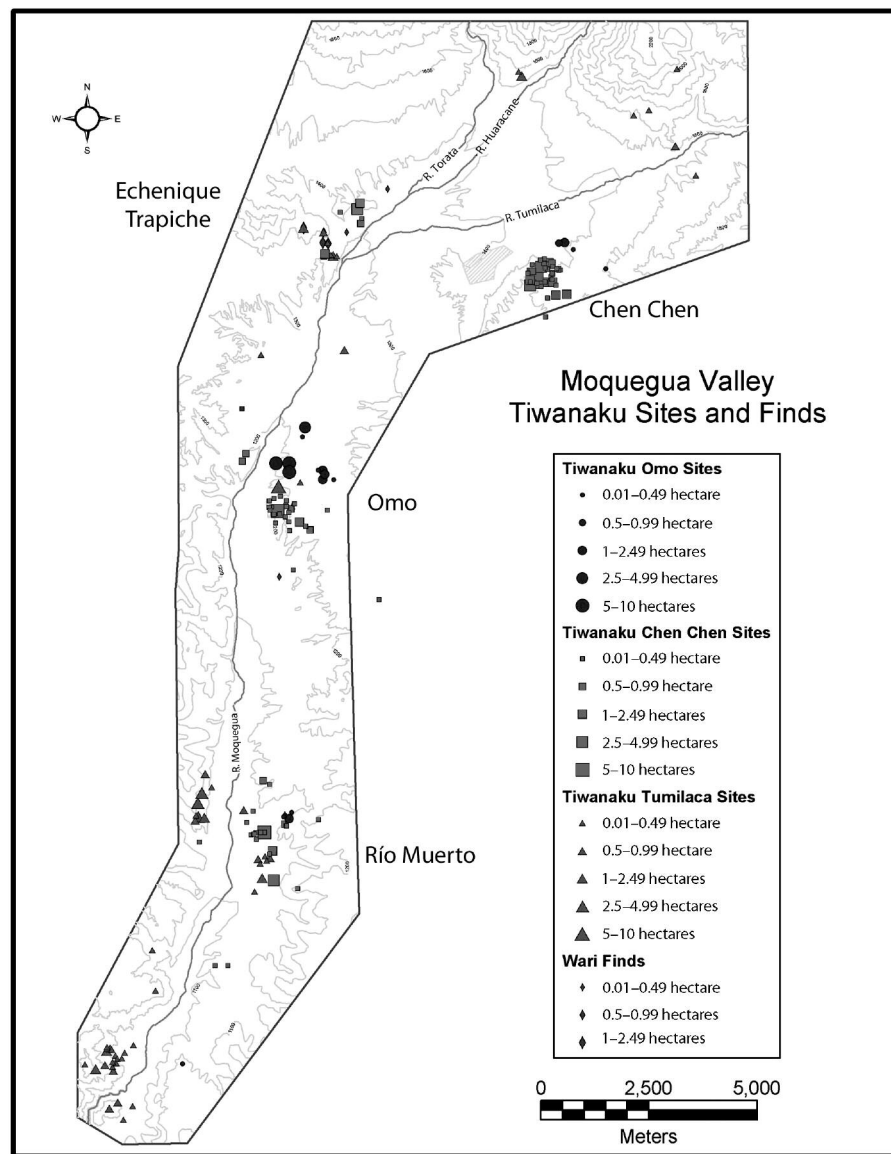 N
W E
S
R. Torata
R. Huaracane
R. Tumilaca
Echenique
Trapiche
Chen Chen
Moquegua Valley
Tiwanaku Sites and Finds
Omo
R. Moquegua
Río Muerto
Tiwanaku Omo Sites
0.01–0.49 hectare
0.5–0.99 hectare
1–2.49 hectares
2.5–4.99 hectares
5–10 hectares
Tiwanaku Chen Chen Sites
0.01–0.49 hectare
0.5–0.99 hectare
1–2.49 hectares
2.5–4.99 hectares
5–10 hectares
Tiwanaku Tumilaca Sites
0.01–0.49 hectare
0.5–0.99 hectare
1–2.49 hectares
2.5–4.99 hectares
5–10 hectares
Wari Finds
0.01–0.49 hectare
0.5–0.99 hectare
1–2.49 hectares
0 2,500 5,000
Meters